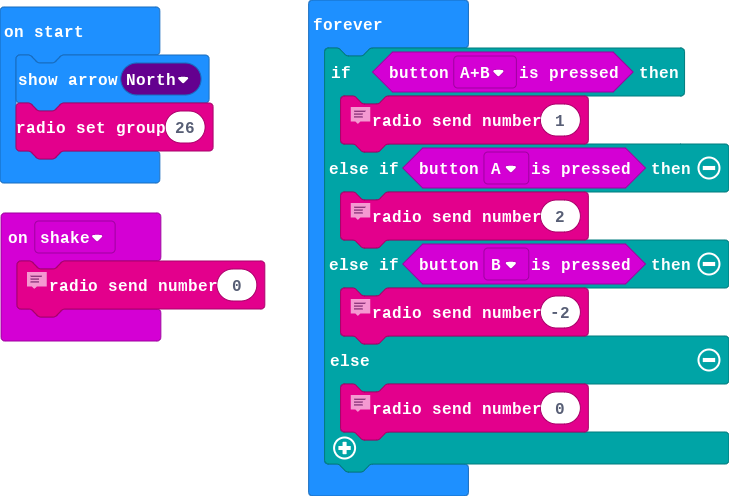 on start
show arrow North
radio set group 26
on shake
radio send number 0
forever
if button A+B is pressed then
radio send number 1
else if button A is pressed then
radio send number 2
else if button B is pressed then
radio send number -2
else
radio send number 0